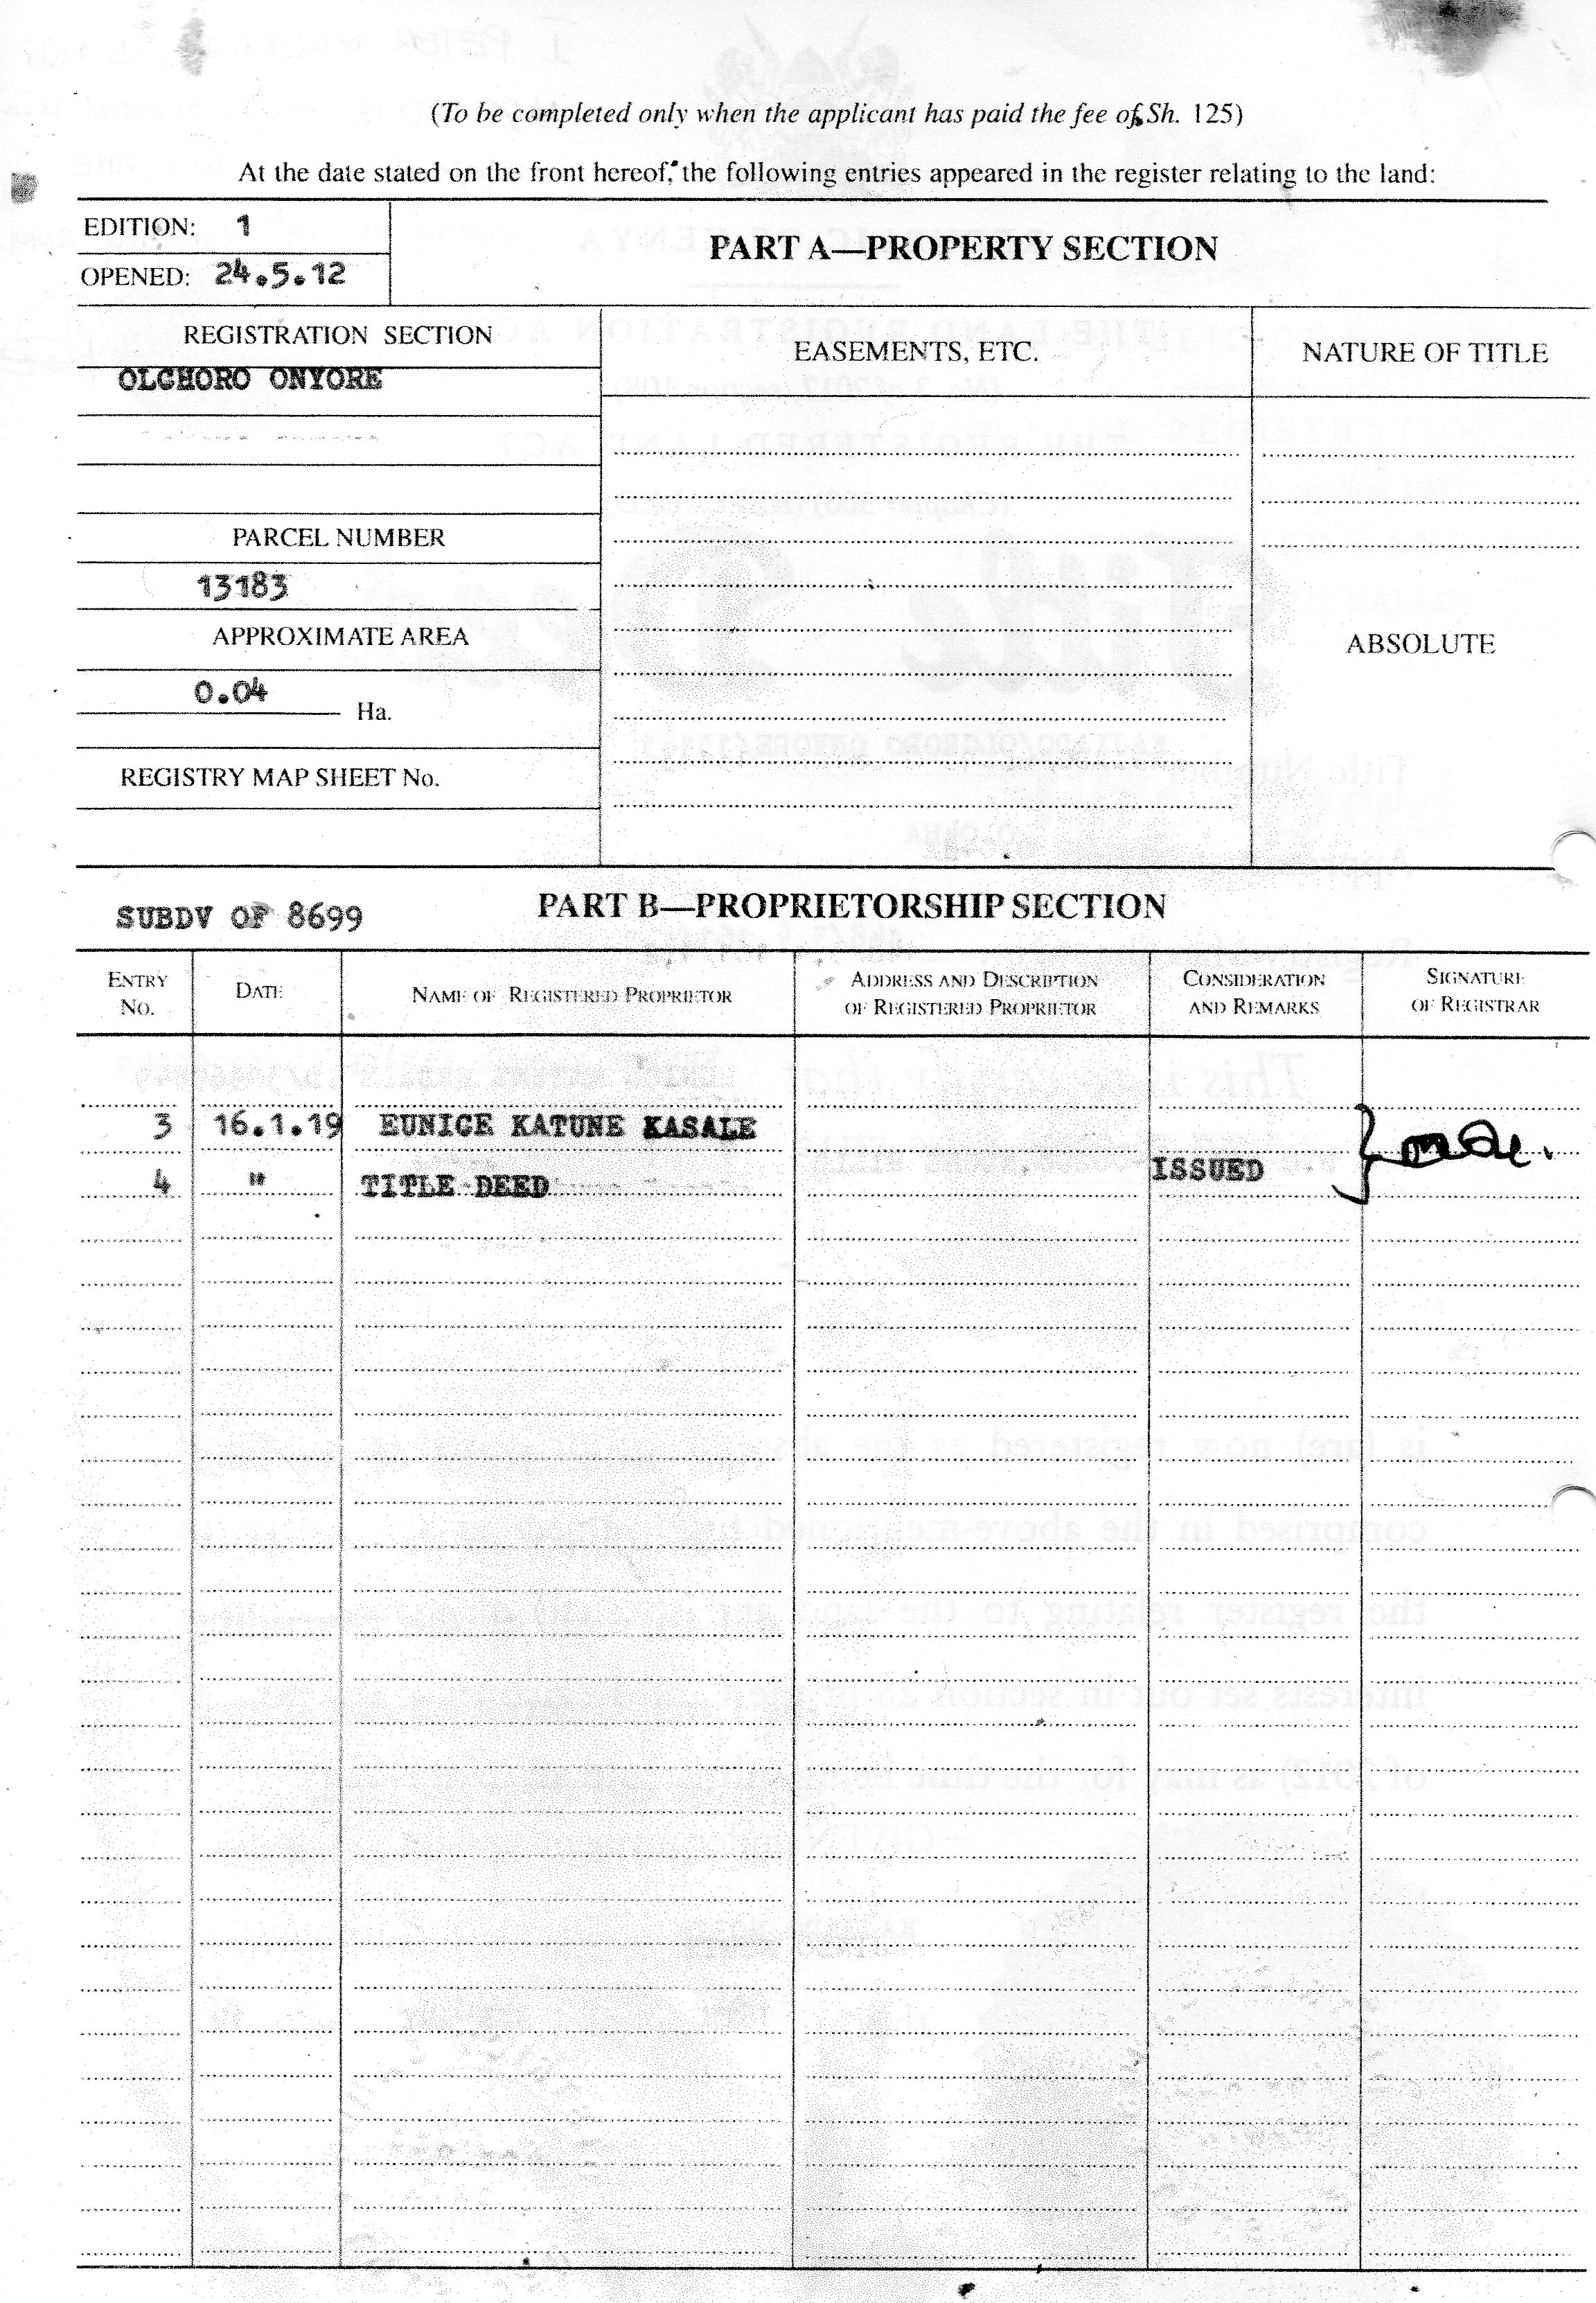 (To be completed only when the applicant has paid the fee of Sh. 125)
At the date stated on the front hereof, the following entries appeared in the register relating to the land:
EDITION: 1
OPENED: 24.5.12
PART A—PROPERTY SECTION
REGISTRATION SECTION
EASEMENTS, ETC.
NATURE OF TITLE
OLCHORO ONYORE
PARCEL NUMBER
13183
APPROXIMATE AREA
ABSOLUTE
0.04 Ha.
REGISTRY MAP SHEET No.
SUBDV OF 8699
PART B—PROPRIETORSHIP SECTION
ENTRY No.
DATE
NAME OF REGISTERED PROPRIETOR
ADDRESS AND DESCRIPTION OF REGISTERED PROPRIETOR
CONSIDERATION AND REMARKS
SIGNATURE OF REGISTRAR
3 16.1.19 EUNICE KATUNE KASALE
4 " TITLE DEED ISSUED